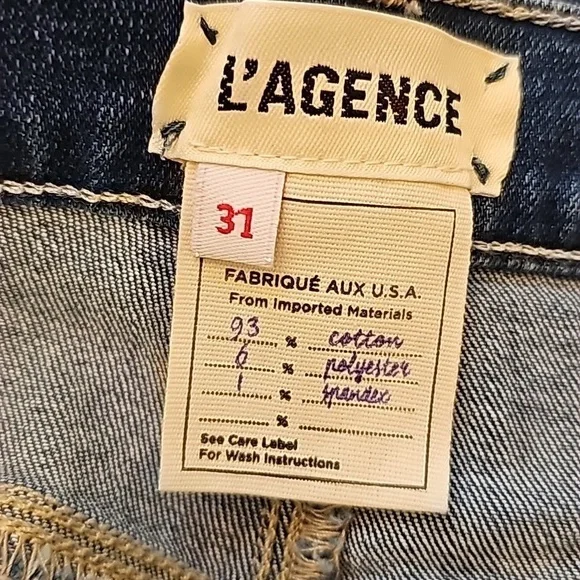 L'AGENCE
31
FABRIQUÉ AUX U.S.A.
From Imported Materials
93 % cotton
6 % polyester
1 % spandex
%
See Care Label
For Wash Instructions